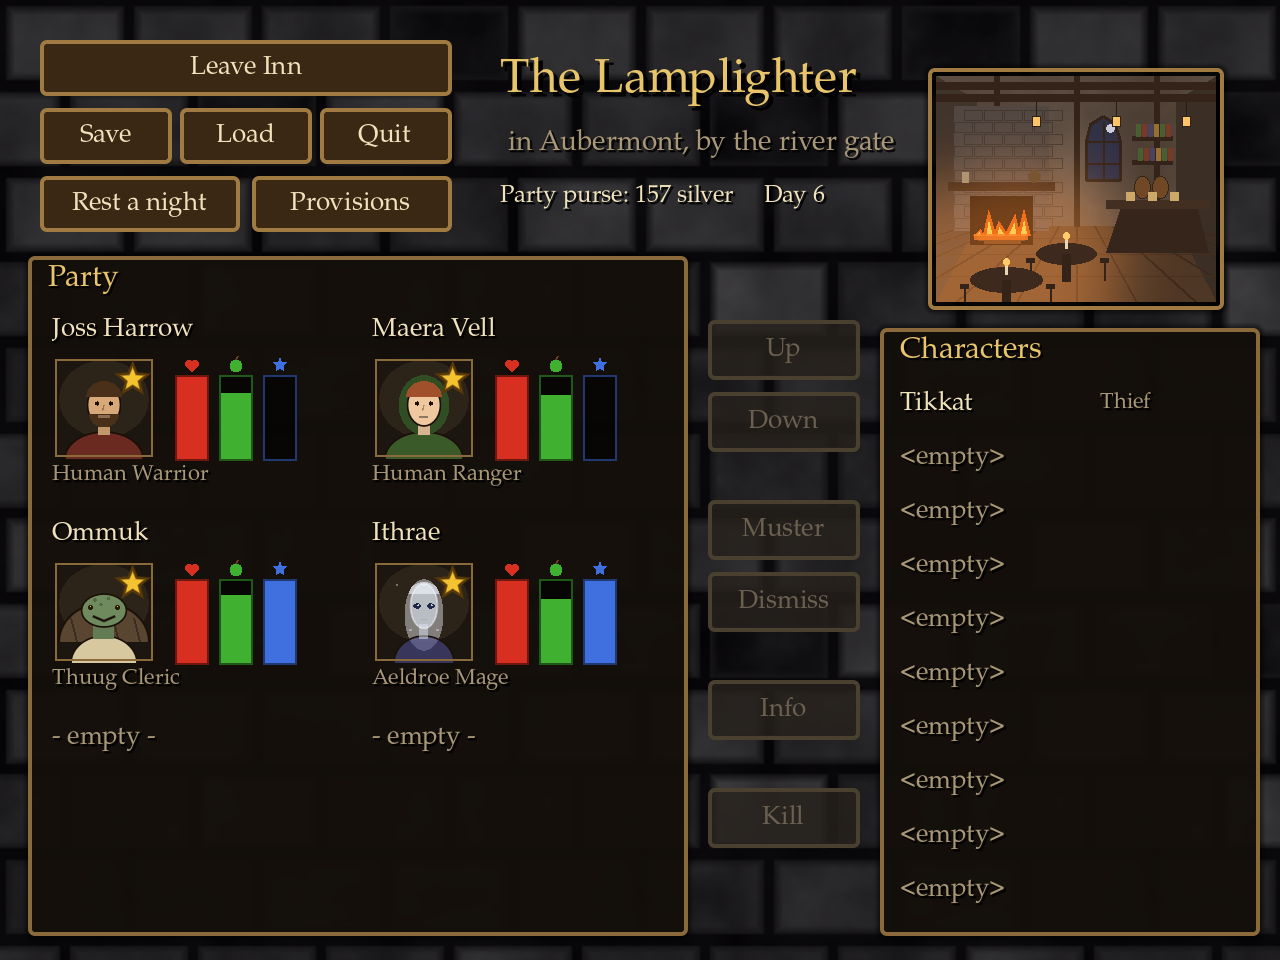 Leave Inn
Save
Load
Quit
Rest a night
Provisions
The Lamplighter
in Aubermont, by the river gate
Party purse: 157 silver
Day 6
Party
Joss Harrow
Human Warrior
Maera Vell
Human Ranger
Ommuk
Thuug Cleric
Ithrae
Aeldroe Mage
- empty -
- empty -
Up
Down
Muster
Dismiss
Info
Kill
Characters
Tikkat
Thief
<empty>
<empty>
<empty>
<empty>
<empty>
<empty>
<empty>
<empty>
<empty>